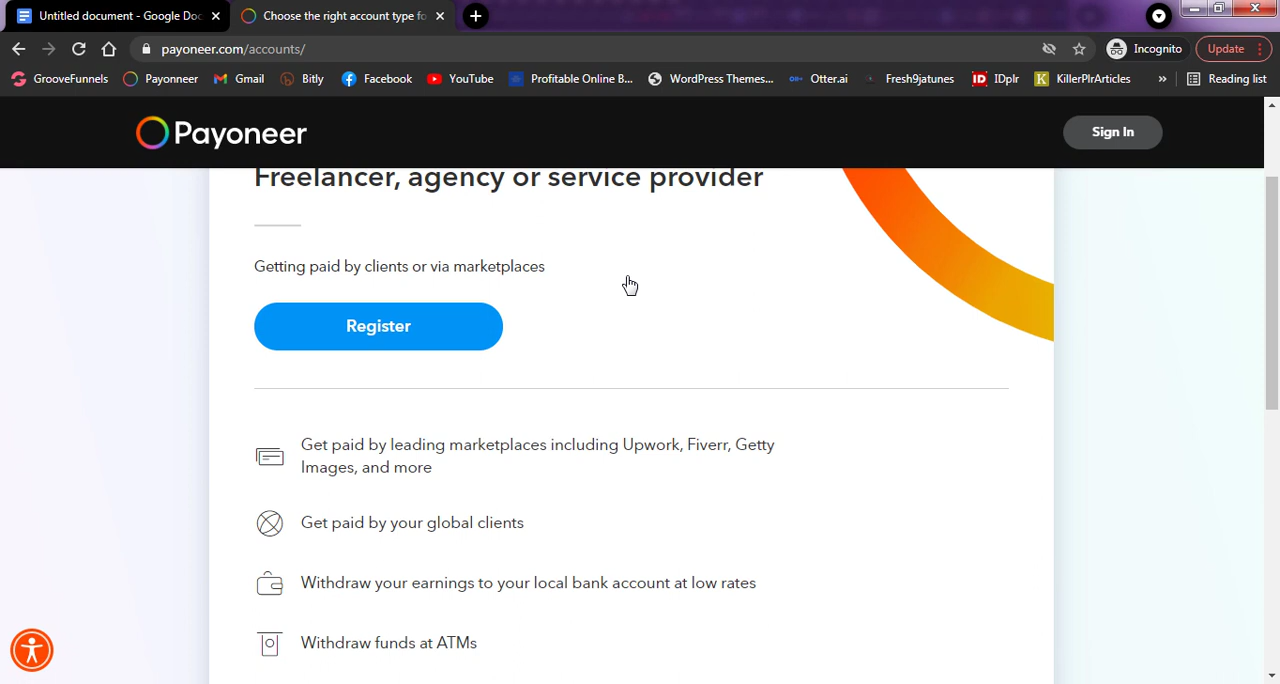 Untitled document - Google Doc
Choose the right account type fo
payoneer.com/accounts/
Incognito
Update
GrooveFunnels
Payonneer
Gmail
Bitly
Facebook
YouTube
Profitable Online B...
WordPress Themes...
Otter.ai
Fresh9jatunes
IDplr
KillerPlrArticles
»
Reading list
Payoneer
Sign In
Freelancer, agency or service provider
Getting paid by clients or via marketplaces
Register
Get paid by leading marketplaces including Upwork, Fiverr, Getty
Images, and more
Get paid by your global clients
Withdraw your earnings to your local bank account at low rates
Withdraw funds at ATMs